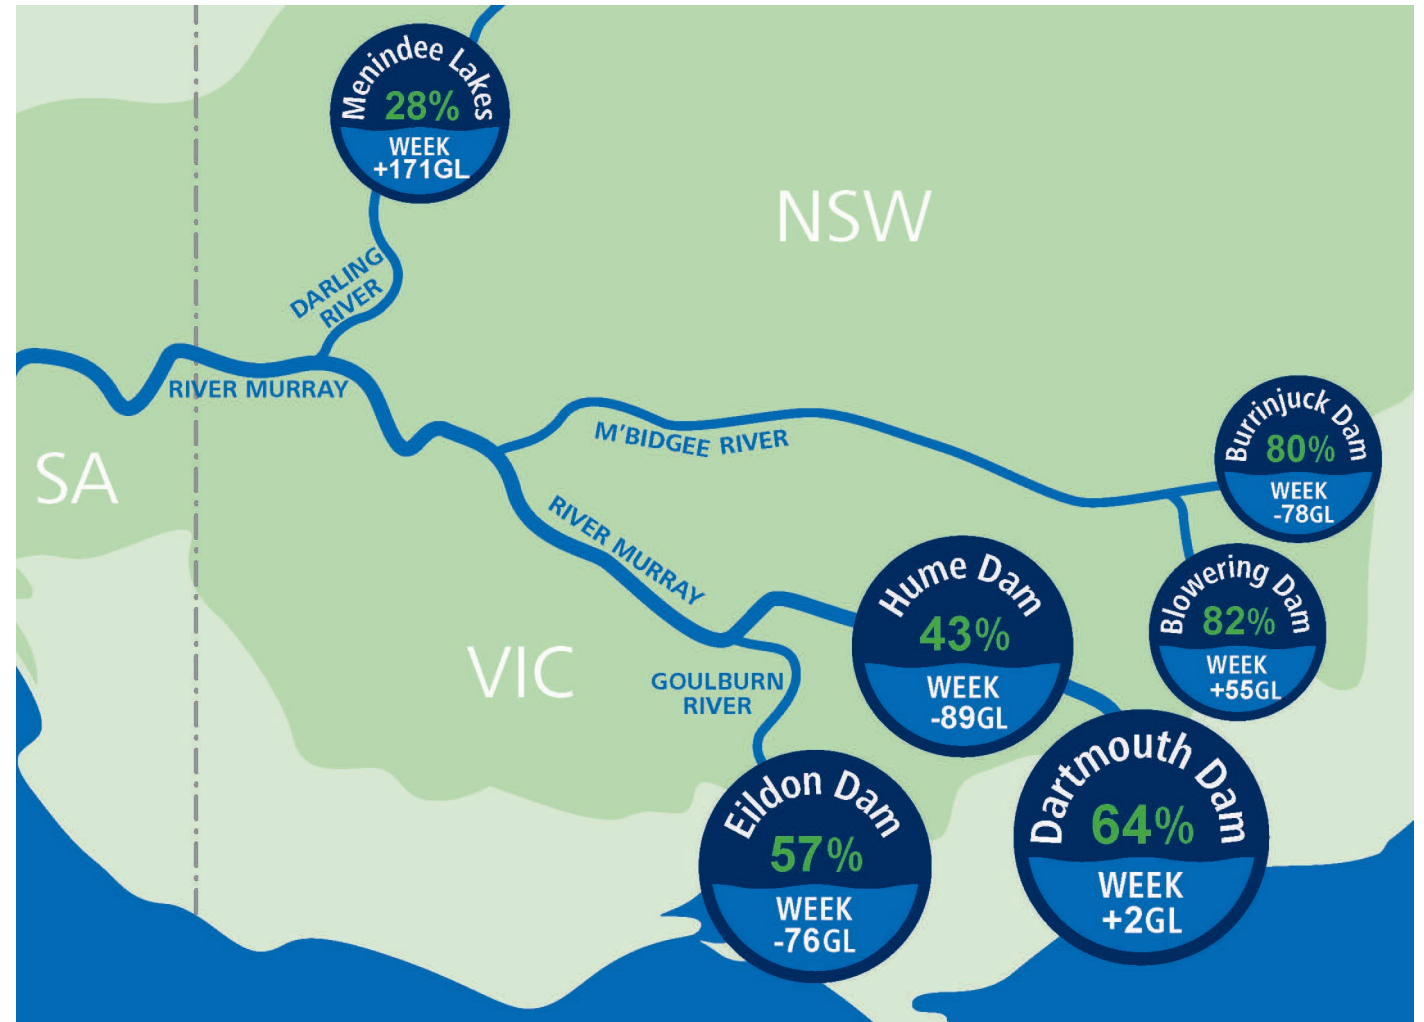 Menindee Lakes
28%
WEEK
+171GL
NSW
DARLING
RIVER
RIVER MURRAY
M'BIDGEE RIVER
Burrinjuck Dam
80%
WEEK
-78GL
SA
RIVER MURRAY
Hume Dam
43%
WEEK
-89GL
Blowering Dam
82%
WEEK
+55GL
VIC
GOULBURN
RIVER
Eildon Dam
57%
WEEK
-76GL
Dartmouth Dam
64%
WEEK
+2GL